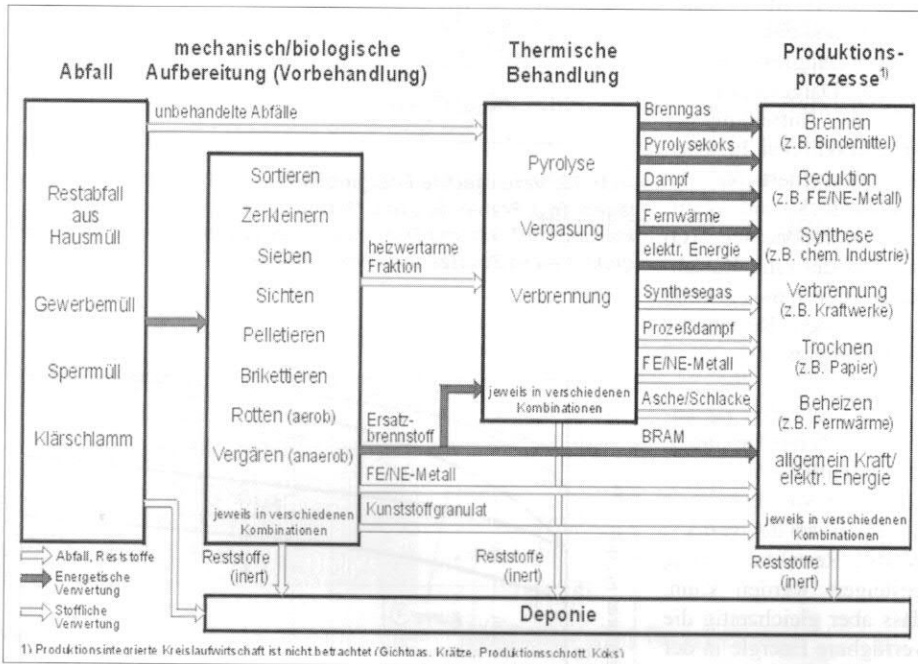 Abfall
mechanisch/biologische
Aufbereitung (Vorbehandlung)
Thermische
Behandlung
Produktions-
prozesse¹⁾
Restabfall
aus
Hausmüll
Gewerbemüll
Sperrmüll
Klärschlamm
unbehandelte Abfälle
Sortieren
Zerkleinern
Sieben
Sichten
Pelletieren
Brikettieren
Rotten (aerob)
Vergären (anaerob)
jeweils in verschiedenen
Kombinationen
heizwertarme
Fraktion
Ersatz-
brennstoff
FE/NE-Metall
Kunststoffgranulat
Pyrolyse
Vergasung
Verbrennung
jeweils in verschiedenen
Kombinationen
Brenngas
Pyrolysekoks
Dampf
Fernwärme
elektr. Energie
Synthesegas
Prozeßdampf
FE/NE-Metall
Asche/Schlacke
BRAM
Brennen
(z.B. Bindemittel)
Reduktion
(z.B. FE/NE-Metall)
Synthese
(z.B. chem. Industrie)
Verbrennung
(z.B. Kraftwerke)
Trocknen
(z.B. Papier)
Beheizen
(z.B. Fernwärme)
allgemein Kraft/
elektr. Energie
jeweils in verschiedenen
Kombinationen
Abfall, Reststoffe
Energetische
Verwertung
Stoffliche
Verwertung
Reststoffe
(inert)
Reststoffe
(inert)
Reststoffe
(inert)
Deponie
1) Produktionsintegrierte Kreislaufwirtschaft ist nicht betrachtet (Gichtgas, Krätze, Produktionsschrott, Koks)